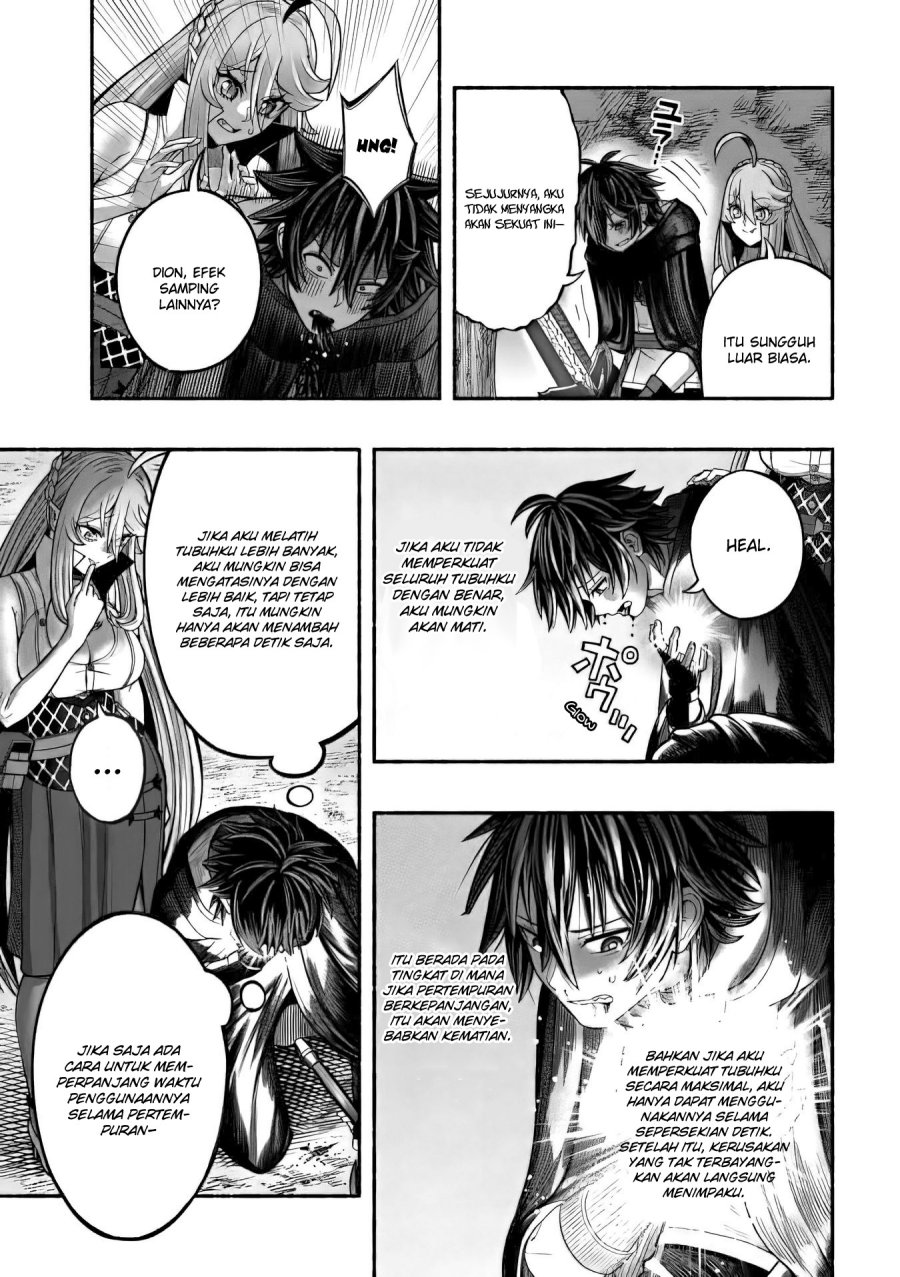 ユラ…
SEJUJURNYA, AKU
TIDAK MENYANGKA
AKAN SEKUAT INI–
ITU SUNGGUH
LUAR BIASA.
HNG!
DION, EFEK
SAMPING
LAINNYA?
HEAL.
JIKA AKU TIDAK
MEMPERKUAT
SELURUH TUBUHKU
DENGAN BENAR,
AKU MUNGKIN
AKAN MATI.
ポウッ
GLOW
ITU BERADA PADA
TINGKAT DI MANA
JIKA PERTEMPURAN
BERKEPANJANGAN,
ITU AKAN MENYE-
BABKAN KEMATIAN.
BAHKAN JIKA AKU
MEMPERKUAT TUBUHKU
SECARA MAKSIMAL, AKU
HANYA DAPAT MENGGU-
NAKANNYA SELAMA
SEPERSEKIAN DETIK.
SETELAH ITU, KERUSAKAN
YANG TAK TERBAYANG-
KAN AKAN LANGSUNG
MENIMPAKU.
JIKA AKU MELATIH
TUBUHKU LEBIH BANYAK,
AKU MUNGKIN BISA
MENGATASINYA DENGAN
LEBIH BAIK, TAPI TETAP
SAJA, ITU MUNGKIN
HANYA AKAN MENAMBAH
BEBERAPA DETIK SAJA.
...
JIKA SAJA ADA
CARA UNTUK MEM-
PERPANJANG WAKTU
PENGGUNAANNYA
SELAMA PERTEM-
PURAN–